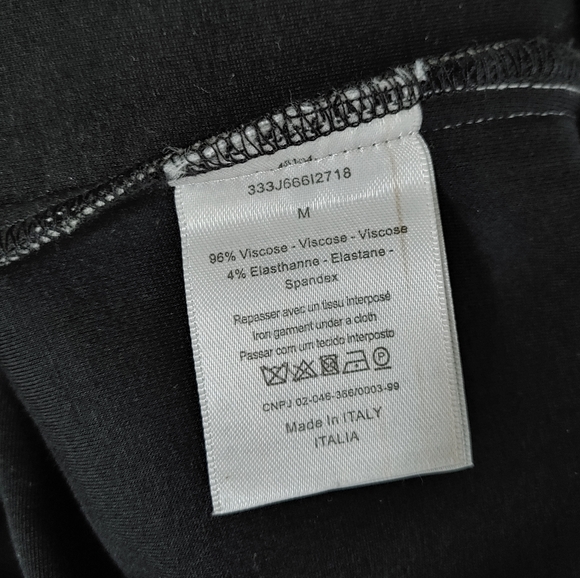 333J666I2718
M
96% Viscose - Viscose - Viscose
4% Elasthanne - Elastane -
Spandex
Repasser avec un tissu interposé
Iron garment under a cloth
Passar com um tecido interposto
P
CNPJ 02-046-366/0003-99
Made In ITALY
ITALIA